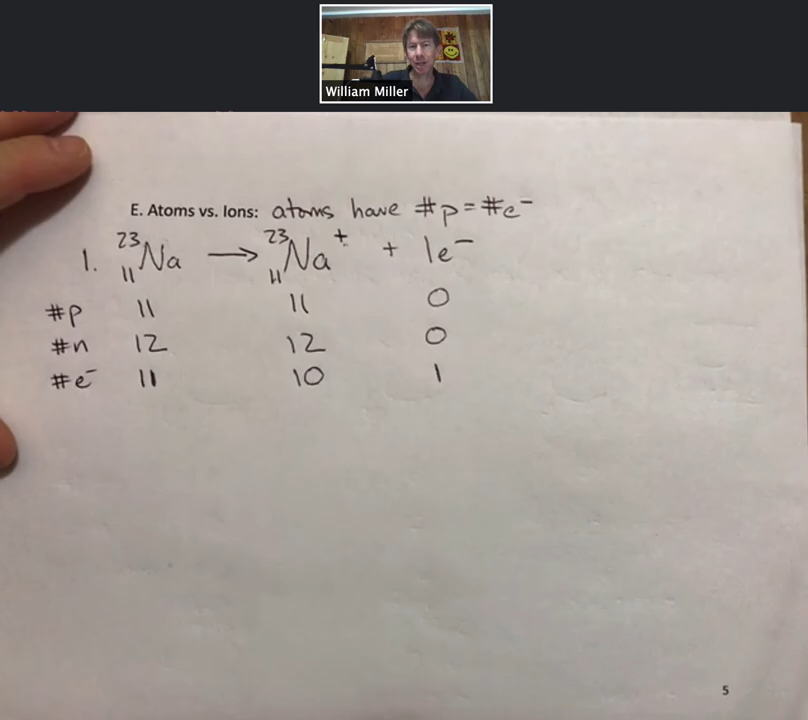 William Miller
E. Atoms vs. Ions: atoms have #p = #e⁻
1. ²³₁₁Na → ²³₁₁Na⁺ + 1e⁻
#p 11 11 0
#n 12 12 0
#e⁻ 11 10 1
5